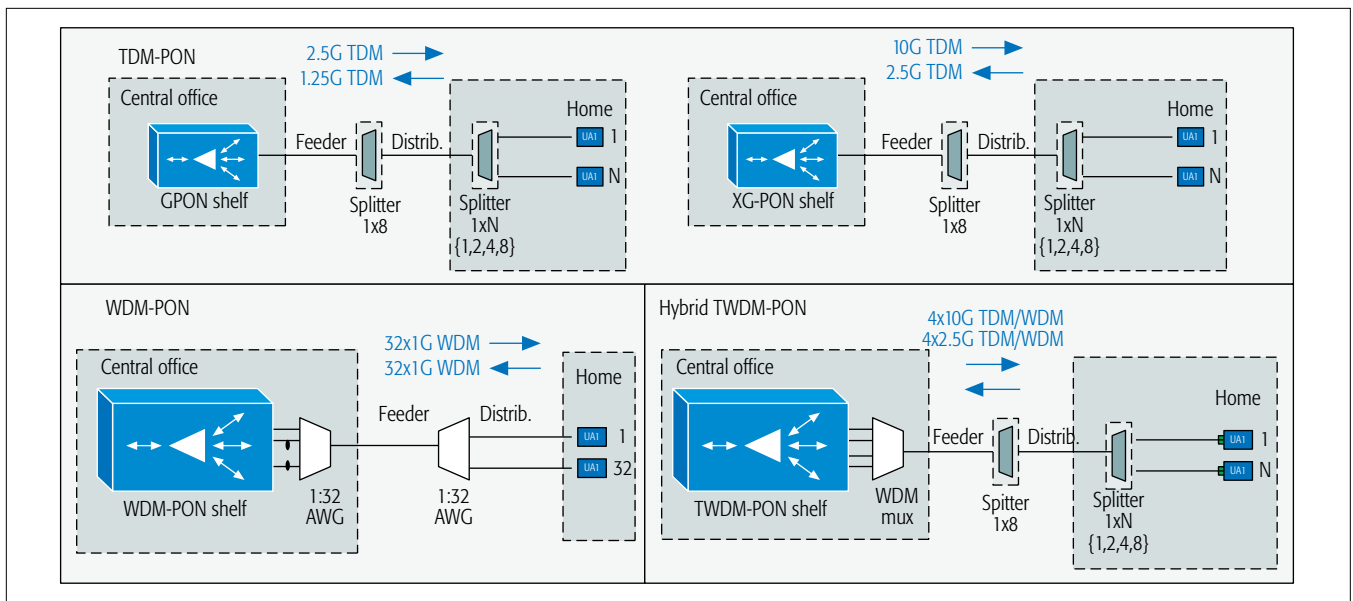 TDM-PON
2.5G TDM
1.25G TDM
Central office
Home
Feeder
Distrib.
UA1
1
UA1
N
GPON shelf
Splitter
1x8
Splitter
1xN
{1,2,4,8}
10G TDM
2.5G TDM
Central office
Home
Feeder
Distrib.
UA1
1
UA1
N
XG-PON shelf
Splitter
1x8
Splitter
1xN
{1,2,4,8}
WDM-PON
32x1G WDM
32x1G WDM
Central office
Home
Feeder
Distrib.
UA1
1
UA1
32
WDM-PON shelf
1:32
AWG
1:32
AWG
Hybrid TWDM-PON
4x10G TDM/WDM
4x2.5G TDM/WDM
Central office
Home
Feeder
Distrib.
UA1
1
UA1
N
TWDM-PON shelf
WDM
mux
Spitter
1x8
Splitter
1xN
{1,2,4,8}